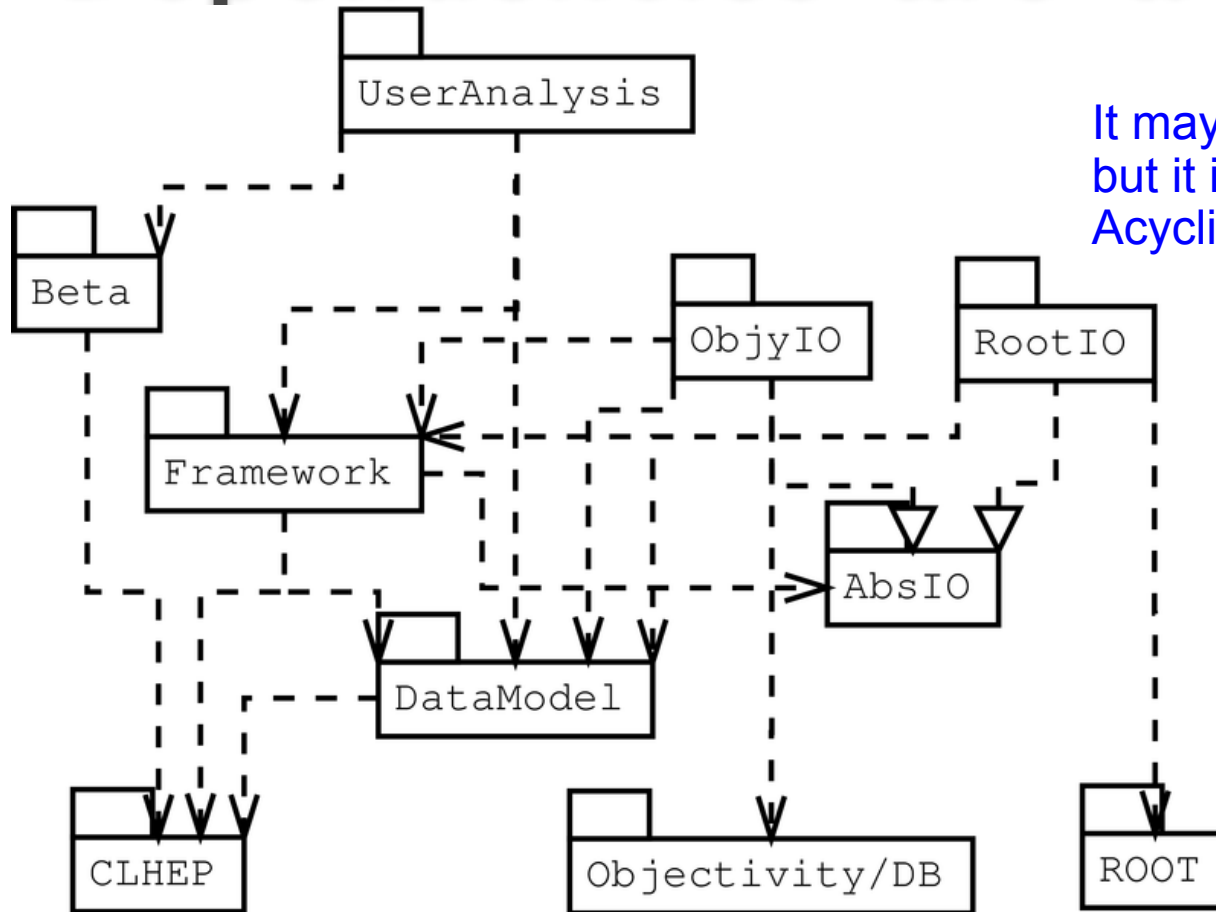 UserAnalysis
It may
but it i
Acycli
Beta
ObjyIO
RootIO
Framework
AbsIO
DataModel
CLHEP
Objectivity/DB
ROOT